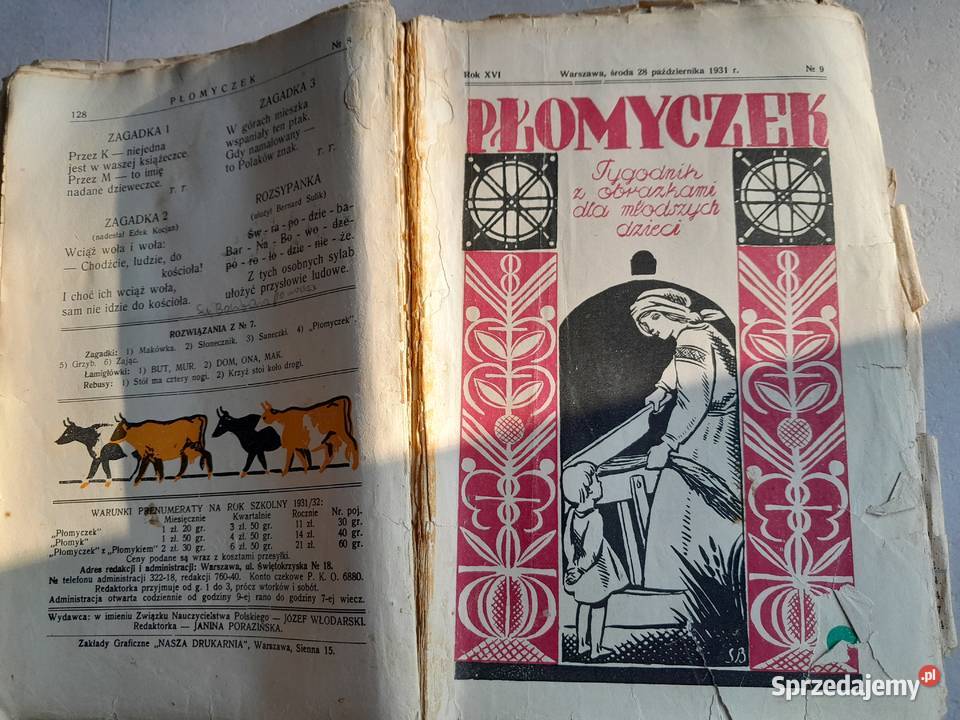 128
PŁOMYCZEK
№ 8
ZAGADKA 1
Przez K — niejedna
jest w waszej książeczce.
Przez M — to imię
nadane dzieweczce.
r. r.
ZAGADKA 2
(nadesłał Edek Kocjan)
Wciąż woła i woła:
— Chodźcie, ludzie, do
kościoła!
I choć ich wciąż woła,
sam nie idzie do kościoła.
ZAGADKA 3
W górach mieszka
wspaniały ten ptak.
Gdy namalowany —
to Polaków znak.
r. r.
ROZSYPANKA
(ułożył Bernard Sulik)
Św - ra - po - dzie - ba-
Bar - Na - Bo - wo - dze-
po - ro - ło - dzie - nie - że.
Z tych osobnych sylab
ułożyć przysłowie ludowe.
ROZWIĄZANIA Z № 7.
Zagadki: 1) Makówka. 2) Słonecznik. 3) Saneczki. 4) „Płomyczek".
5) Grzyb. 6) Zając.
Łamigłówki: 1) BUT, MUR. 2) DOM, ONA, MAK.
Rebusy: 1) Stół ma cztery nogi. 2) Krzyż stoi koło drogi.
WARUNKI PRENUMERATY NA ROK SZKOLNY 1931/32:
Miesięcznie Kwartalnie Rocznie Nr. poj.
„Płomyczek" 1 zł. 20 gr. 3 zł. 50 gr. 11 zł. 30 gr.
„Płomyk" 1 zł. 50 gr. 4 zł. 50 gr. 14 zł. 40 gr.
„Płomyczek" z „Płomykiem" 2 zł. 30 gr. 6 zł. 50 gr. 21 zł. 60 gr.
Ceny podane są wraz z kosztami przesyłki.
Adres redakcji i administracji: Warszawa, ul. Świętokrzyska № 18.
№ telefonu administracji 322-18, redakcji 760-40. Konto czekowe P. K. O. 6880.
Redaktorka przyjmuje od g. 1 do 3, prócz wtorków i sobót.
Administracja otwarta codziennie od godziny 9-ej rano do godziny 7-ej wiecz.
Wydawca: w imieniu Związku Nauczycielstwa Polskiego — JÓZEF WŁODARSKI.
Redaktorka — JANINA PORAZIŃSKA.
Zakłady Graficzne „NASZA DRUKARNIA", Warszawa, Sienna 15.
Rok XVI
Warszawa, środa 28 października 1931 r.
№ 9
PŁOMYCZEK
Tygodnik
z obrazkami
dla młodszych
dzieci
SB
Sprzedajemy.pl